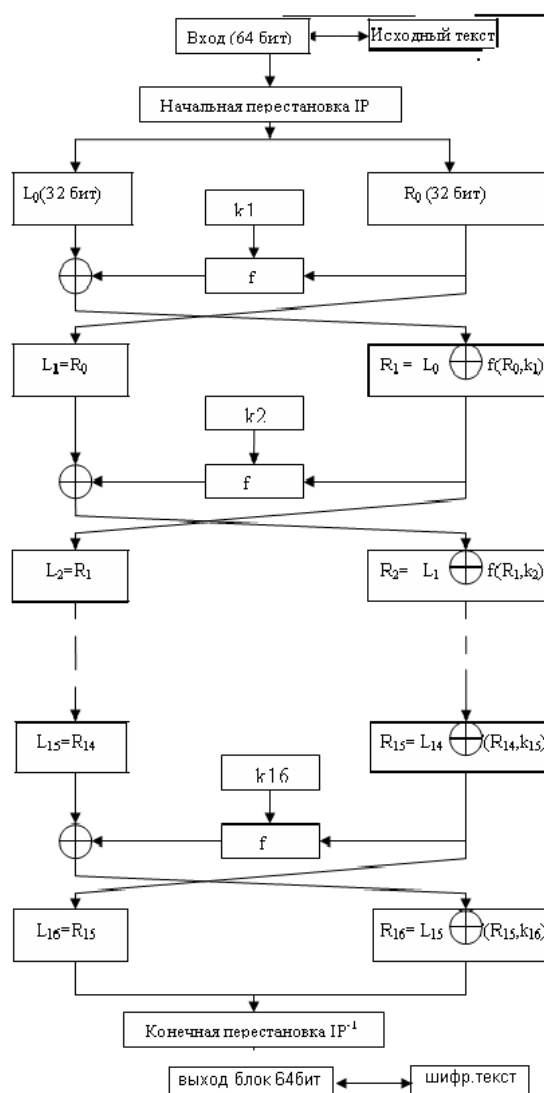 Вход (64 бит)
Исходный текст
Начальная перестановка IP
L₀(32 бит)
R₀ (32 бит)
k1
f
L₁=R₀
R₁ = L₀ ⊕ f(R₀,k₁)
k2
f
L₂=R₁
R₂= L₁ ⊕ f(R₁,k₂)
L₁₅=R₁₄
R₁₅= L₁₄ ⊕ (R₁₄,k₁₅)
k16
f
L₁₆=R₁₅
R₁₆= L₁₅ ⊕ (R₁₅,k₁₆)
Конечная перестановка IP⁻¹
выход блок 64бит
шифр.текст